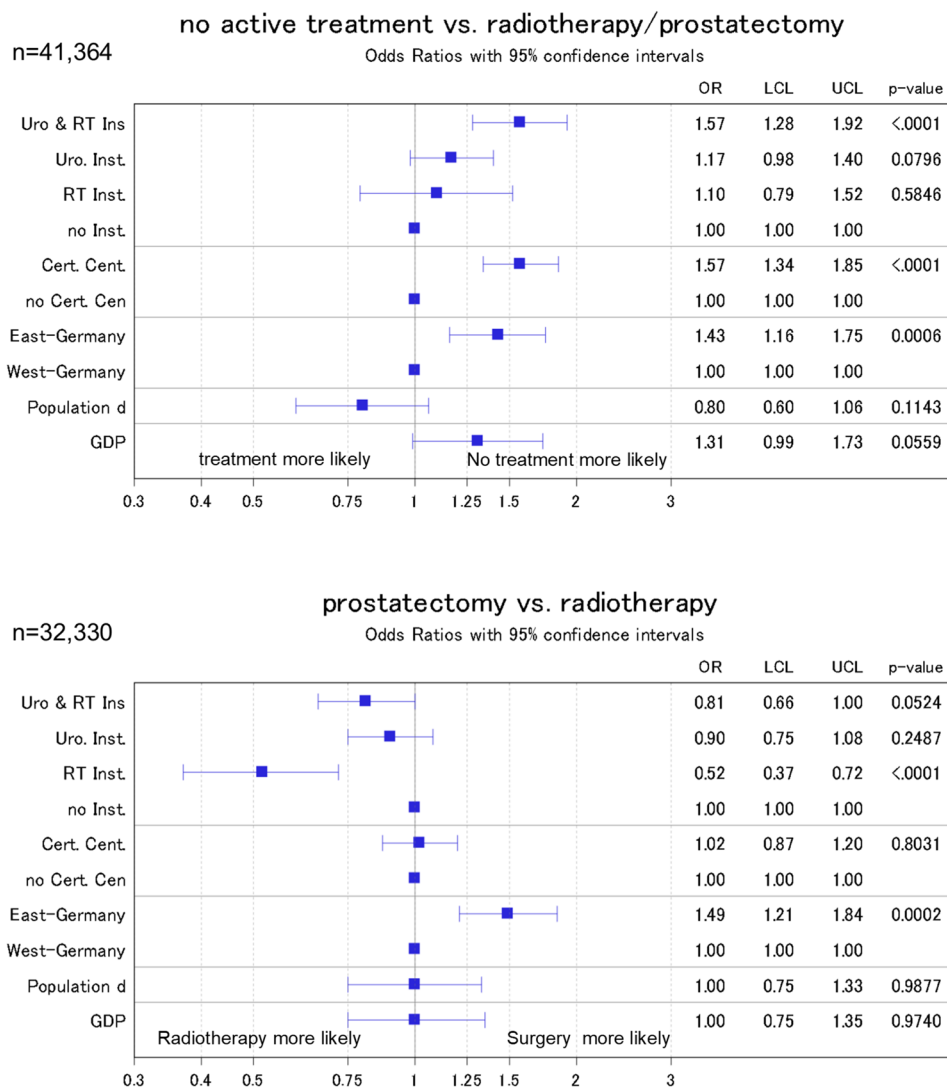 no active treatment vs. radiotherapy/prostatectomy
n=41,364
Odds Ratios with 95% confidence intervals
OR LCL UCL p-value
Uro & RT Ins 1.57 1.28 1.92 <.0001
Uro. Inst. 1.17 0.98 1.40 0.0796
RT Inst. 1.10 0.79 1.52 0.5846
no Inst. 1.00 1.00 1.00
Cert. Cent. 1.57 1.34 1.85 <.0001
no Cert. Cen 1.00 1.00 1.00
East-Germany 1.43 1.16 1.75 0.0006
West-Germany 1.00 1.00 1.00
Population d 0.80 0.60 1.06 0.1143
GDP 1.31 0.99 1.73 0.0559
treatment more likely No treatment more likely
0.3 0.4 0.5 0.75 1 1.25 1.5 2 3
prostatectomy vs. radiotherapy
n=32,330
Odds Ratios with 95% confidence intervals
OR LCL UCL p-value
Uro & RT Ins 0.81 0.66 1.00 0.0524
Uro. Inst. 0.90 0.75 1.08 0.2487
RT Inst. 0.52 0.37 0.72 <.0001
no Inst. 1.00 1.00 1.00
Cert. Cent. 1.02 0.87 1.20 0.8031
no Cert. Cen 1.00 1.00 1.00
East-Germany 1.49 1.21 1.84 0.0002
West-Germany 1.00 1.00 1.00
Population d 1.00 0.75 1.33 0.9877
GDP 1.00 0.75 1.35 0.9740
Radiotherapy more likely Surgery more likely
0.3 0.4 0.5 0.75 1 1.25 1.5 2 3